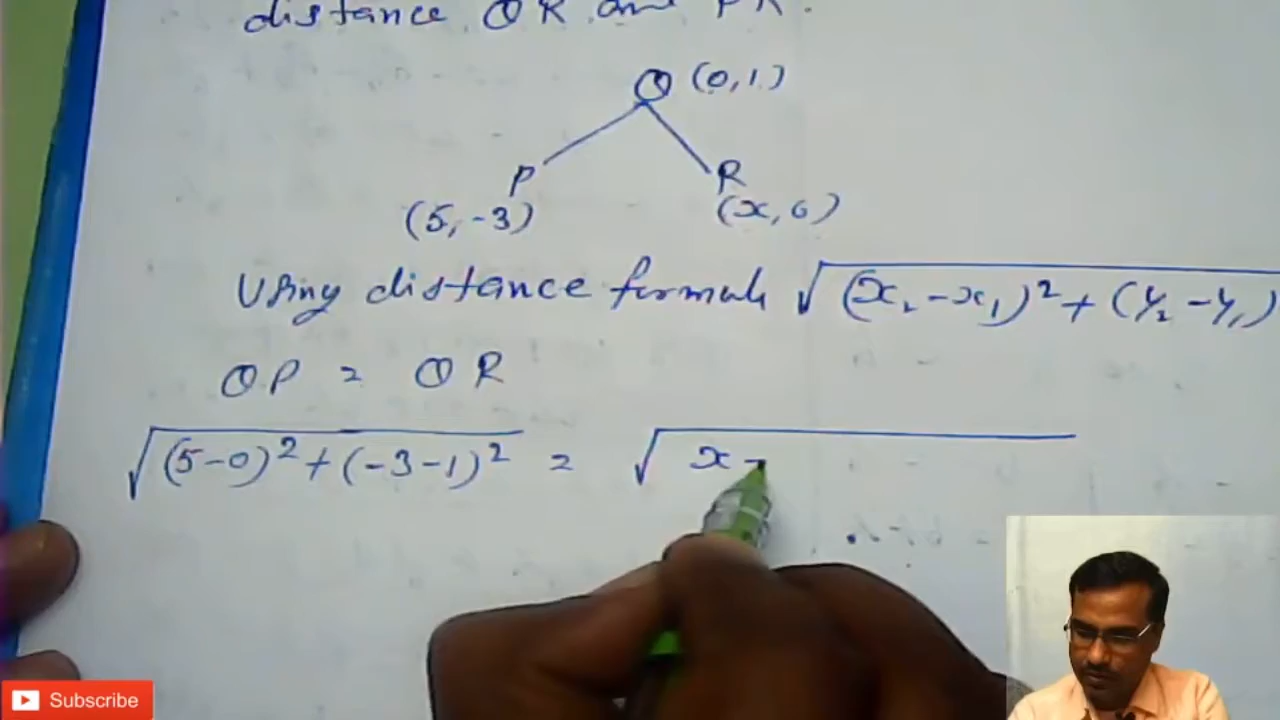 distance QR and PR.
Q (0,1)
P R
(5,-3) (x,6)
Using distance formula √(x₂-x₁)²+(y₂-y₁)
QP = QR
√(5-0)²+(-3-1)² = √x-
Subscribe